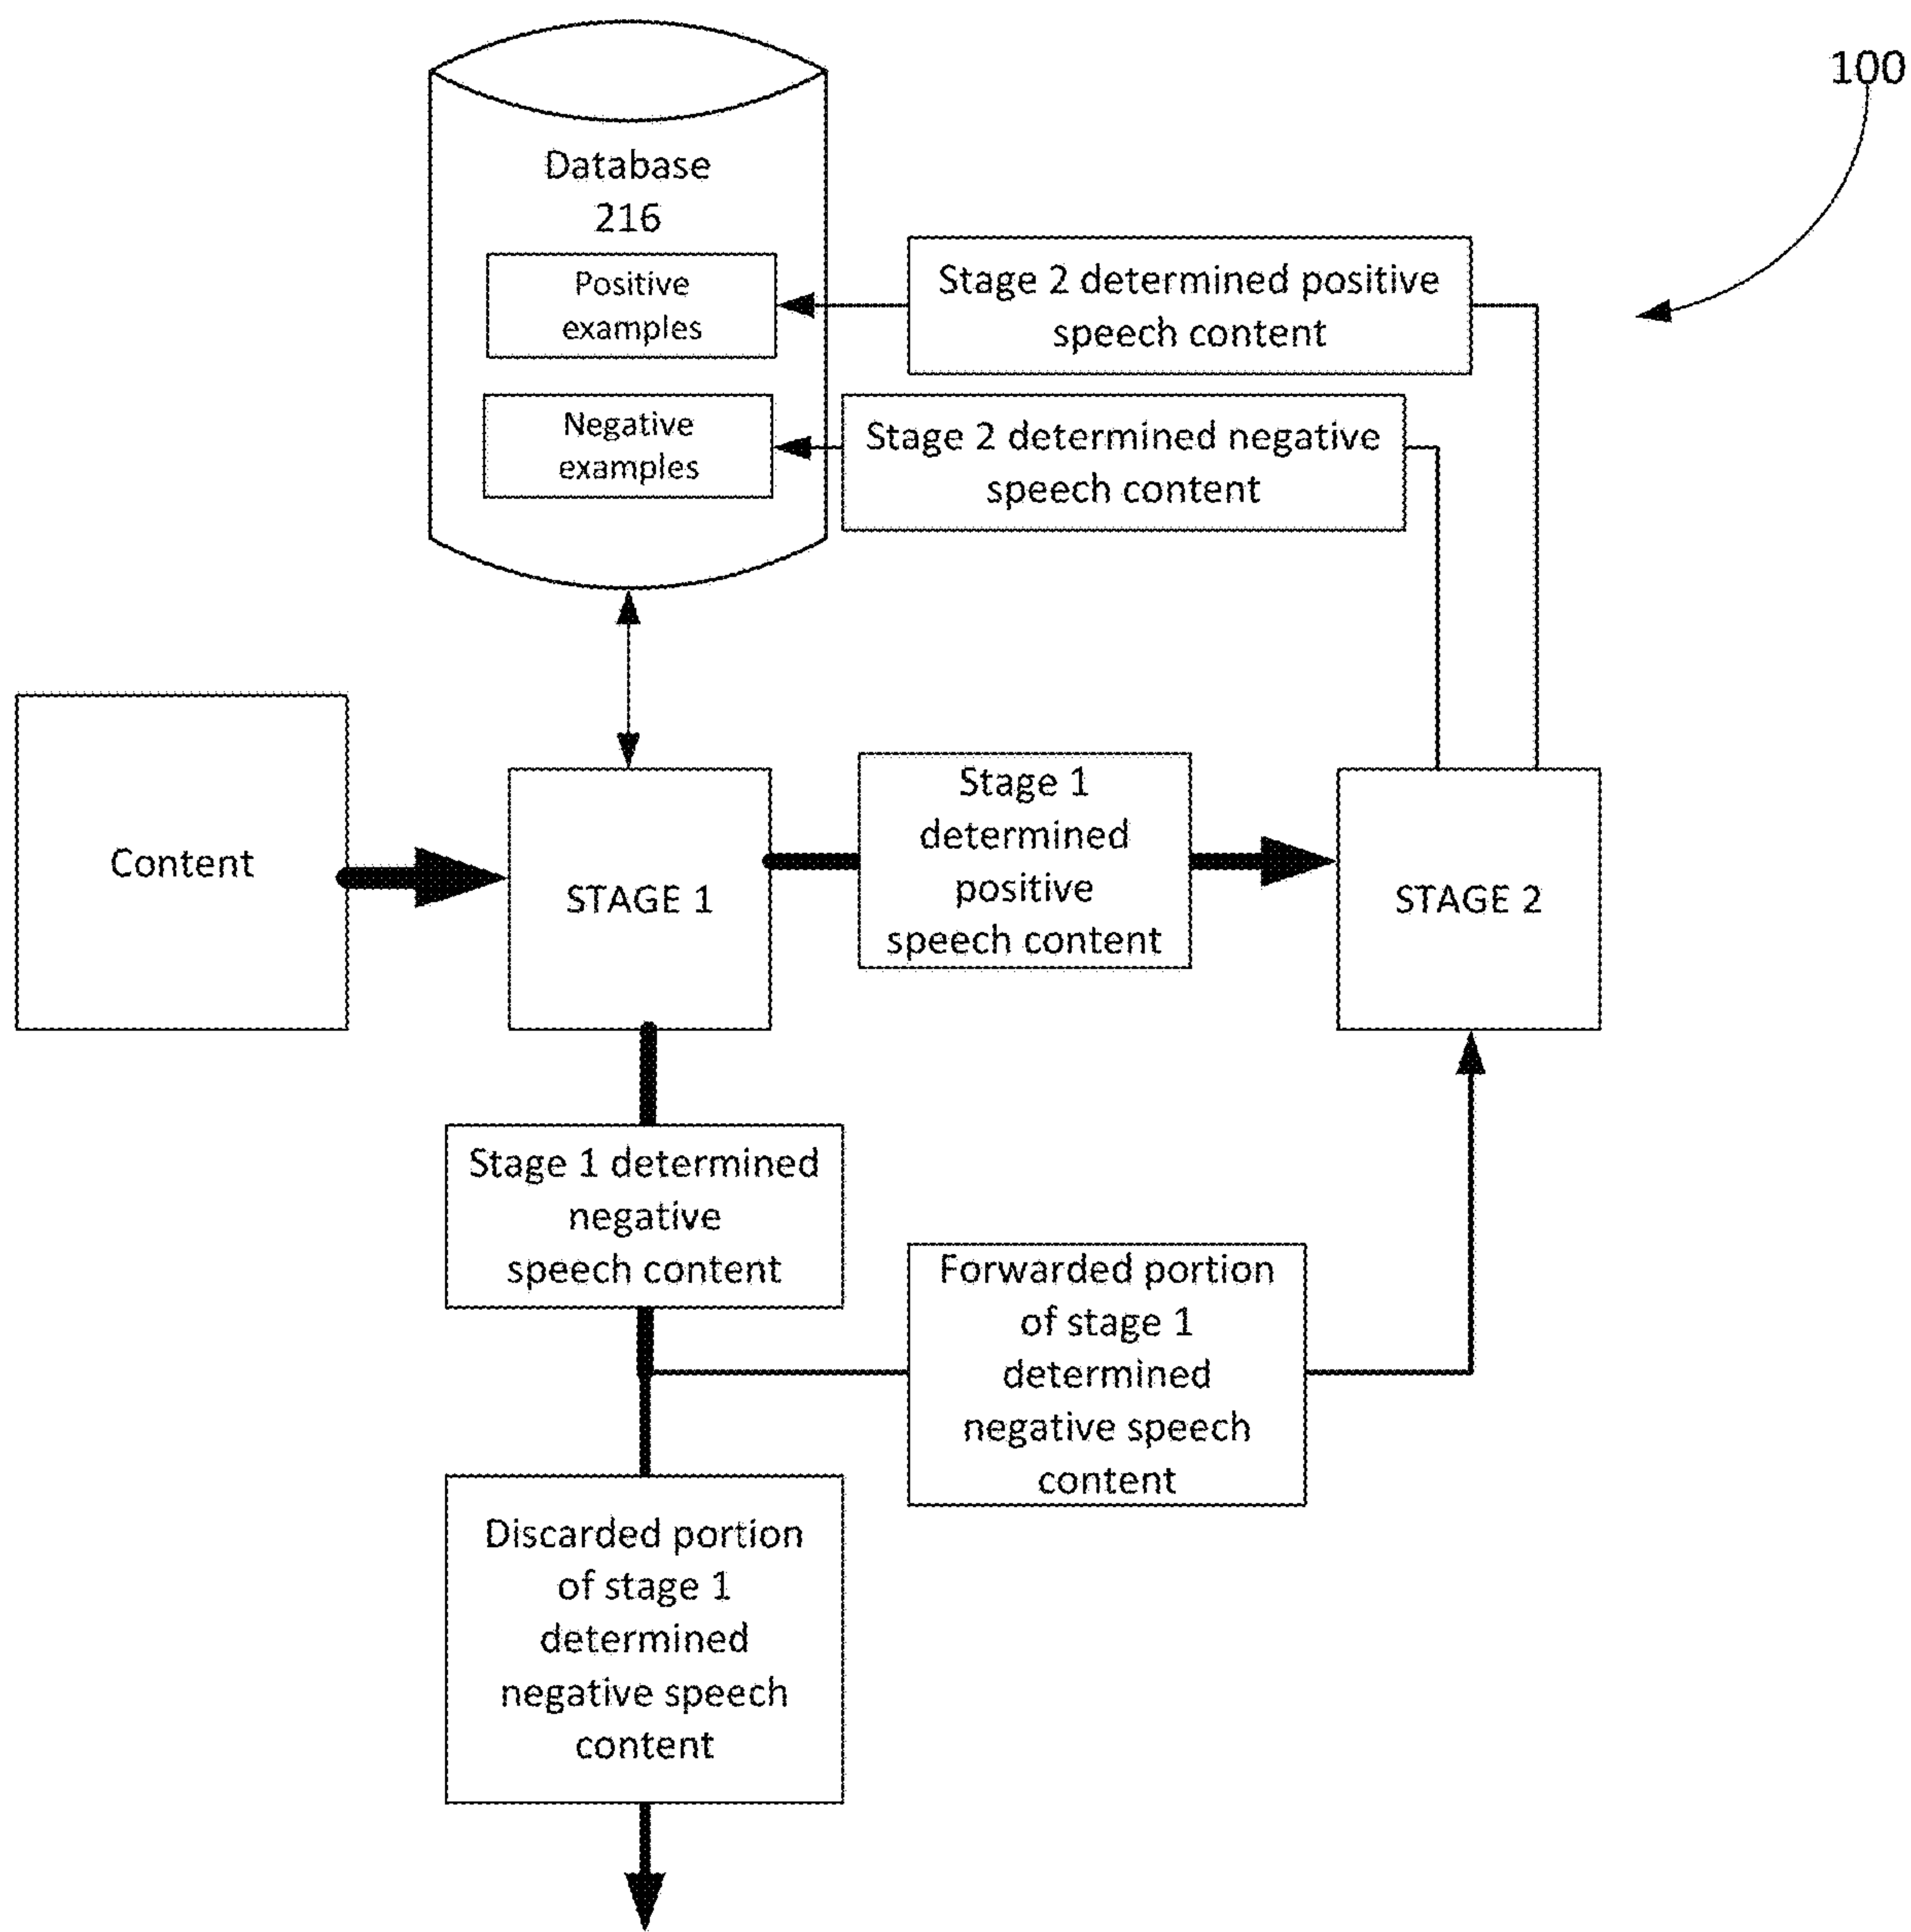 100
Database
216
Positive
examples
Stage 2 determined positive
speech content
Negative
examples
Stage 2 determined negative
speech content
Content
STAGE 1
Stage 1
determined
positive
speech content
STAGE 2
Stage 1 determined
negative
speech content
Forwarded portion
of stage 1
determined
negative speech
content
Discarded portion
of stage 1
determined
negative speech
content